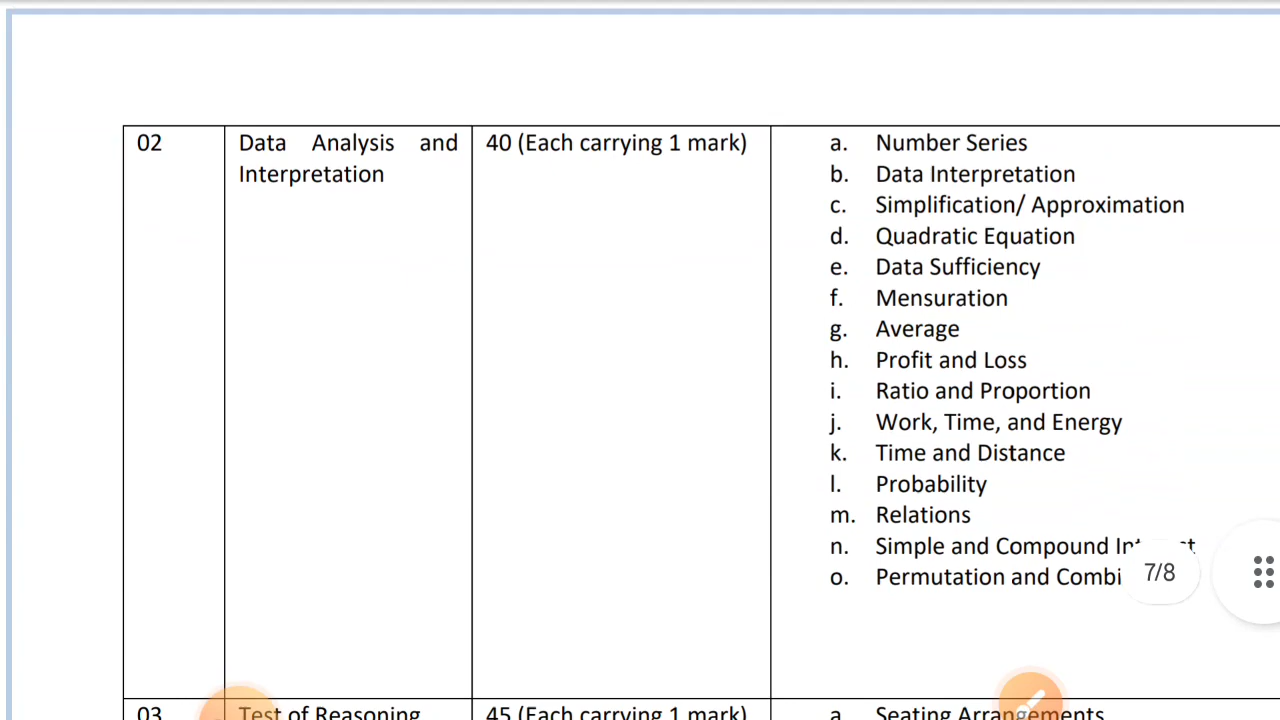 02
Data Analysis and
Interpretation
40 (Each carrying 1 mark)
a. Number Series
b. Data Interpretation
c. Simplification/ Approximation
d. Quadratic Equation
e. Data Sufficiency
f. Mensuration
g. Average
h. Profit and Loss
i. Ratio and Proportion
j. Work, Time, and Energy
k. Time and Distance
l. Probability
m. Relations
n. Simple and Compound
o. Permutation and
7/8
03
Test of Reasoning
45 (Each carrying 1 mark)
a. Seating Arrangements